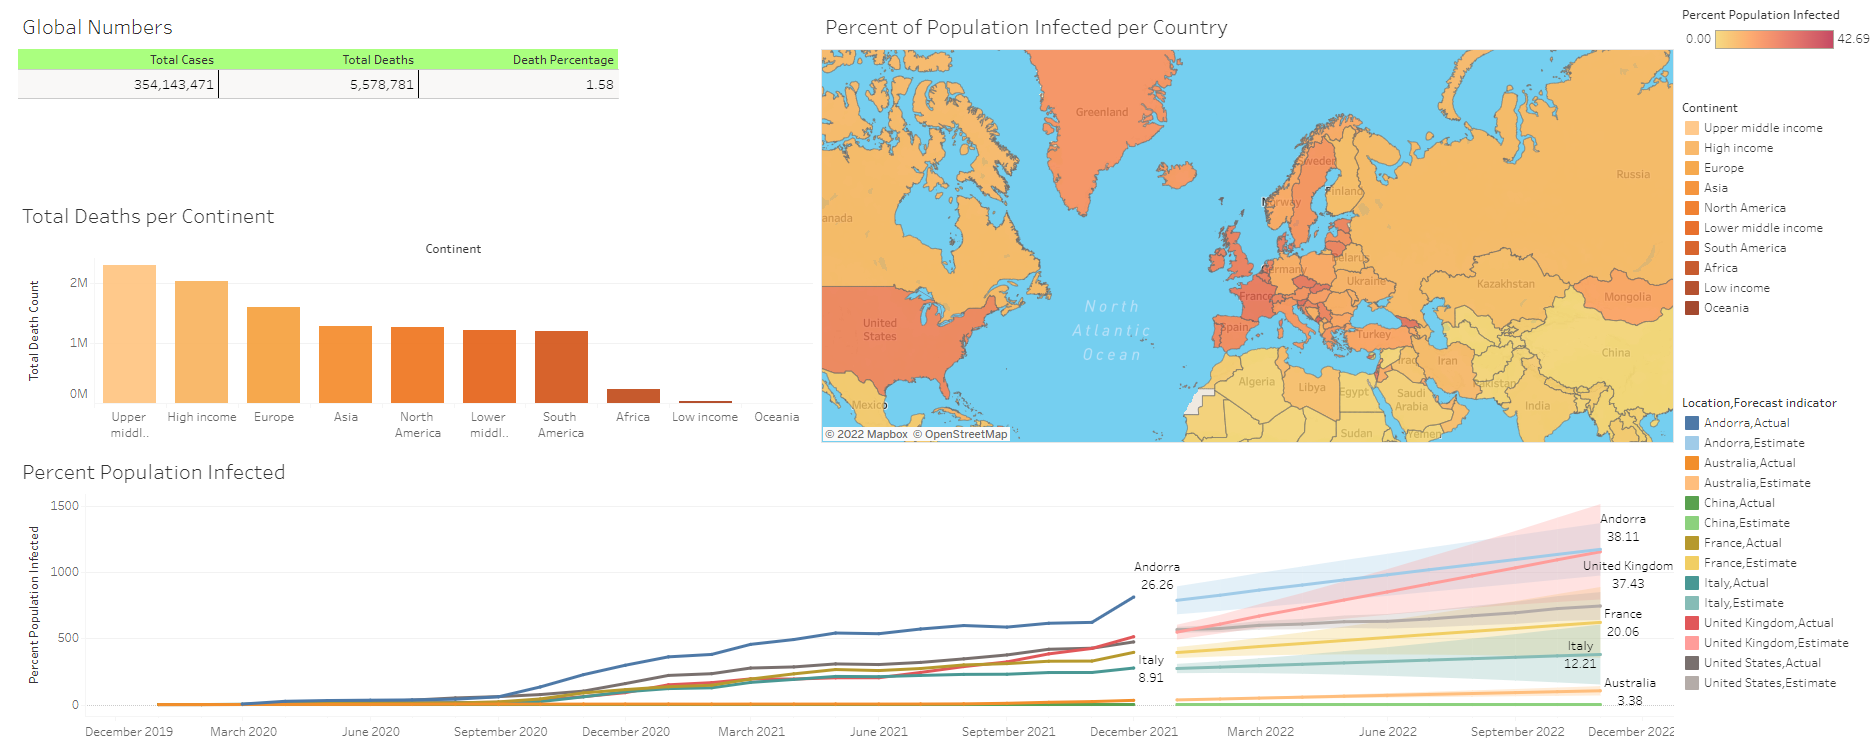 Global Numbers
Total Cases Total Deaths Death Percentage
354,143,471 5,578,781 1.58
Total Deaths per Continent
Continent
Total Death Count
2M
1M
0M
Upper middl..
High income
Europe
Asia
North America
Lower middl..
South America
Africa
Low income
Oceania
Percent of Population Infected per Country
Greenland
Russia
Sweden
Finland
Norway
anada
Belarus
Germany
Ukraine
Kazakhstan
Mongolia
France
North
Atlantic
Ocean
United
States
Spain
Turkey
China
Iraq
Iran
Algeria
Libya
Egypt
Pakistan
Saudi
Arabia
India
Mexico
Sudan
Yemen
© 2022 Mapbox © OpenStreetMap
Percent Population Infected
0.00 42.69
Continent
Upper middle income
High income
Europe
Asia
North America
Lower middle income
South America
Africa
Low income
Oceania
Location,Forecast indicator
Andorra,Actual
Andorra,Estimate
Australia,Actual
Australia,Estimate
China,Actual
China,Estimate
France,Actual
France,Estimate
Italy,Actual
Italy,Estimate
United Kingdom,Actual
United Kingdom,Estimate
United States,Actual
United States,Estimate
Percent Population Infected
Percent Population Infected
1500
1000
500
0
Andorra
26.26
Italy
8.91
Andorra
38.11
United Kingdom
37.43
France
20.06
Italy
12.21
Australia
3.38
December 2019 March 2020 June 2020 September 2020 December 2020 March 2021 June 2021 September 2021 December 2021 March 2022 June 2022 September 2022 December 2022